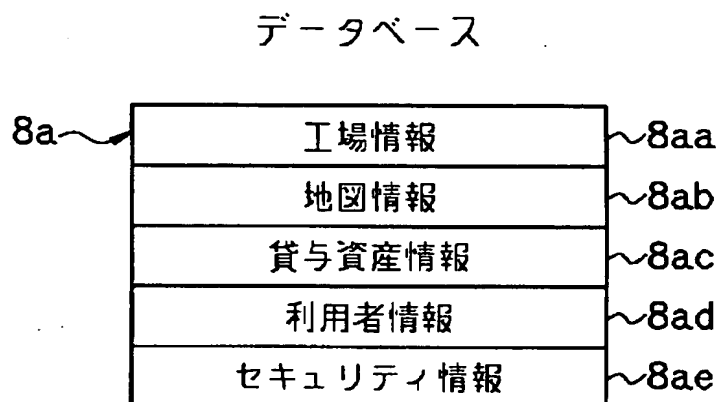 データベース
8a 工場情報 8aa
地図情報 8ab
貸与資産情報 8ac
利用者情報 8ad
セキュリティ情報 8ae